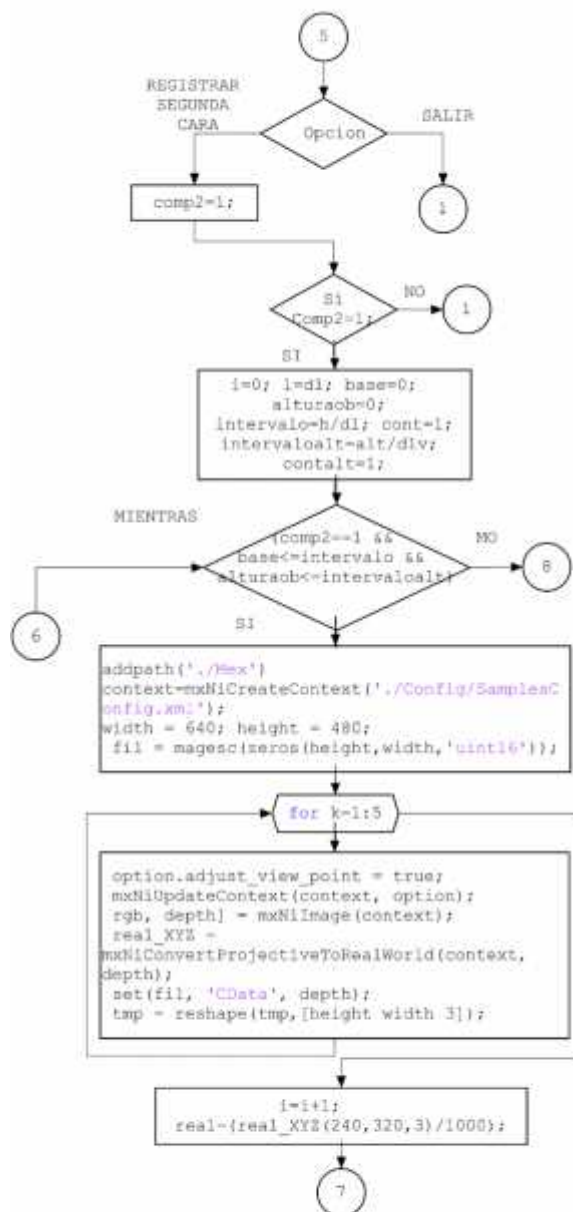 5
REGISTRAR
SEGUNDA
CARA
Opcion
SALIR
comp2=1;
1
Si
Comp2=1;
NO
1
SI
i=0; l=dl; base=0;
alturaob=0;
intervalo=h/dl; cont=1;
intervaloalt=alt/dlv;
contalt=1;
MIENTRAS
(comp2==1 &&
base<=intervalo &&
alturaob<=intervaloalt)
MO
8
6
SI
addpath('./Mex')
context=mxNiCreateContext('./Config/SamplesC
onfig.xml');
width = 640; height = 480;
fil = magesc(zeros(height,width,'uint16'));
for k=1:5
option.adjust_view_point = true;
mxNiUpdateContext(context, option);
rgb, depth] = mxNiImage(context);
real_XYZ =
mxNiConvertProjectiveToRealWorld(context,
depth);
set(fil, 'CData', depth);
tmp = reshape(tmp,[height width 3]);
i=i+1;
real=(real_XYZ(240,320,3)/1000);
7